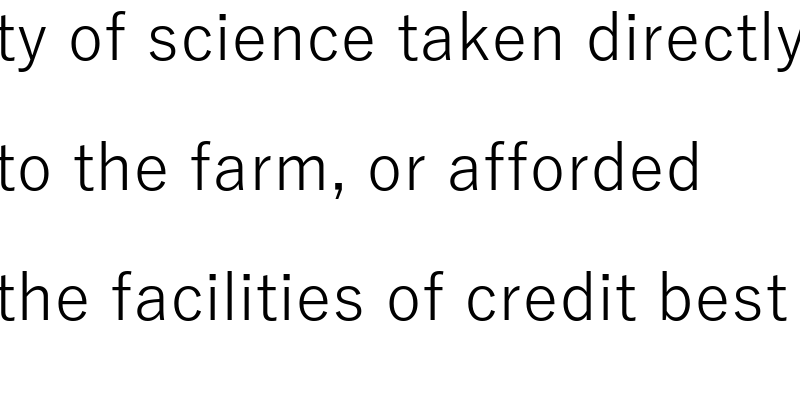 ty of science taken directly
to the farm, or afforded
the facilities of credit best